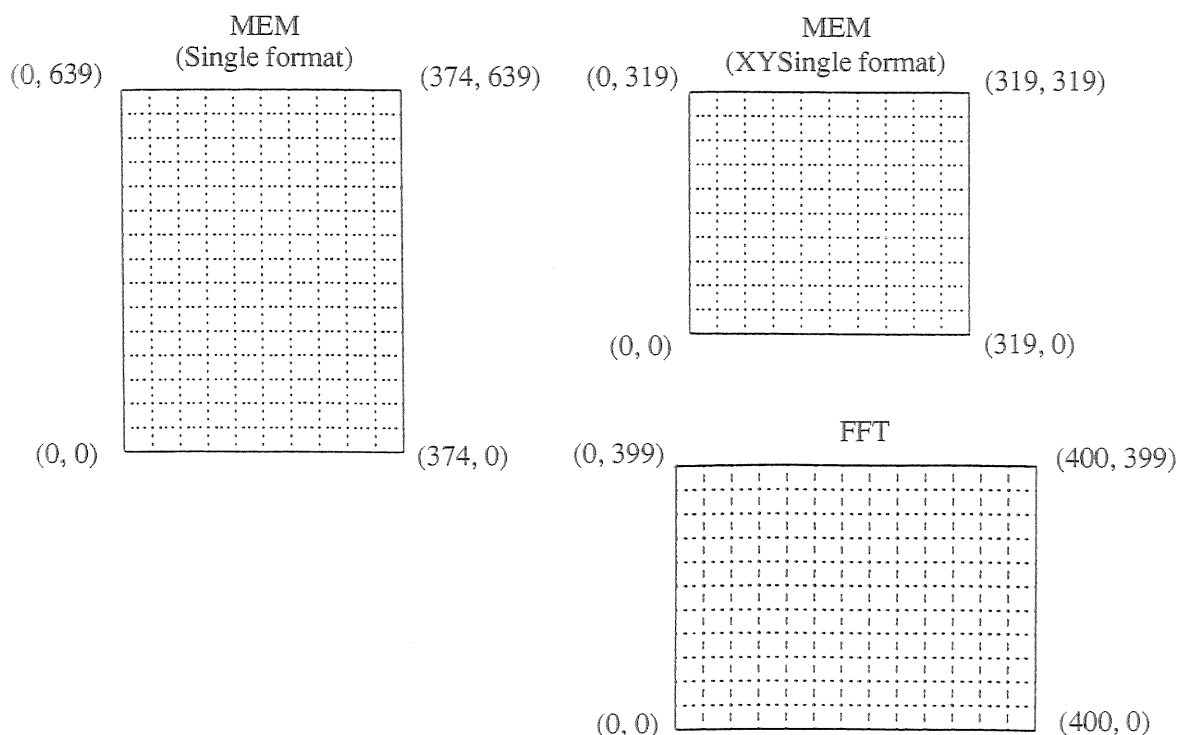 MEM
(Single format)
(0, 639)
(374, 639)
(0, 0)
(374, 0)
MEM
(XYSingle format)
(0, 319)
(319, 319)
(0, 0)
(319, 0)
FFT
(0, 399)
(400, 399)
(0, 0)
(400, 0)